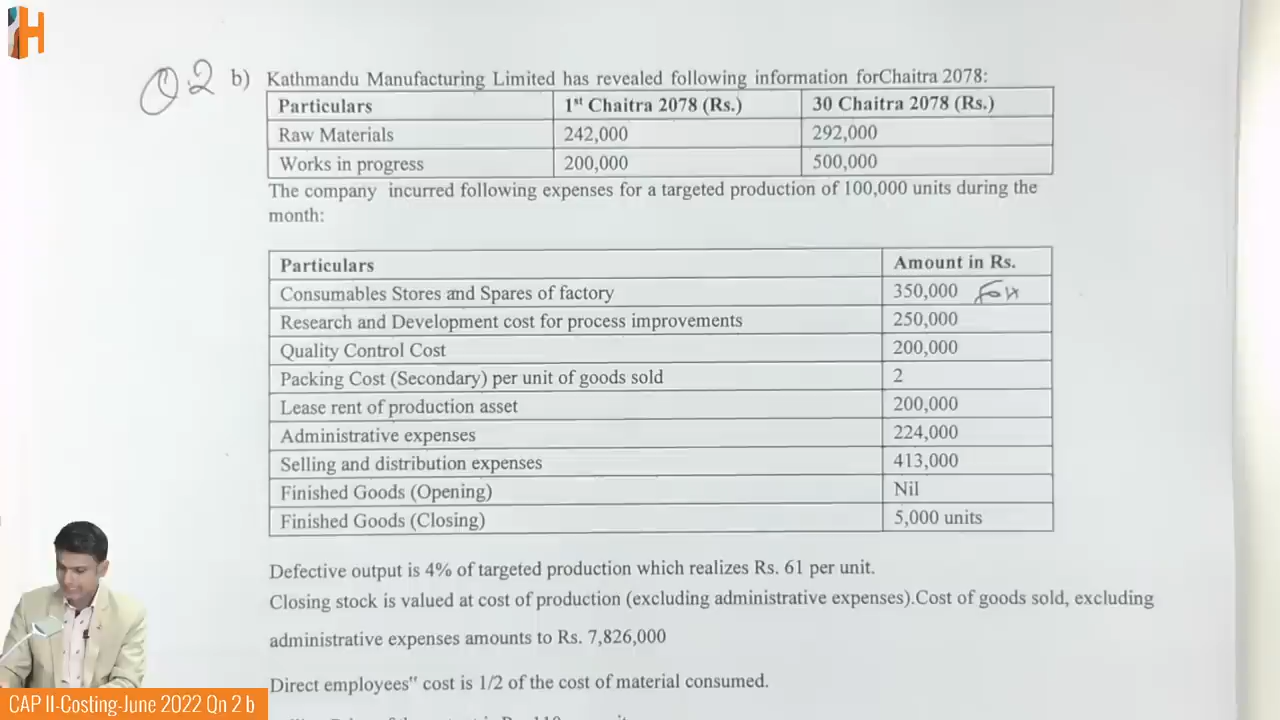 H
Q2 b) Kathmandu Manufacturing Limited has revealed following information forChaitra 2078:
Particulars 1st Chaitra 2078 (Rs.) 30 Chaitra 2078 (Rs.)
Raw Materials 242,000 292,000
Works in progress 200,000 500,000
The company incurred following expenses for a targeted production of 100,000 units during the
month:
Particulars Amount in Rs.
Consumables Stores and Spares of factory 350,000 FoH
Research and Development cost for process improvements 250,000
Quality Control Cost 200,000
Packing Cost (Secondary) per unit of goods sold 2
Lease rent of production asset 200,000
Administrative expenses 224,000
Selling and distribution expenses 413,000
Finished Goods (Opening) Nil
Finished Goods (Closing) 5,000 units
Defective output is 4% of targeted production which realizes Rs. 61 per unit.
Closing stock is valued at cost of production (excluding administrative expenses).Cost of goods sold, excluding
administrative expenses amounts to Rs. 7,826,000
Direct employees" cost is 1/2 of the cost of material consumed.
CAP II-Costing-June 2022 Qn 2 b